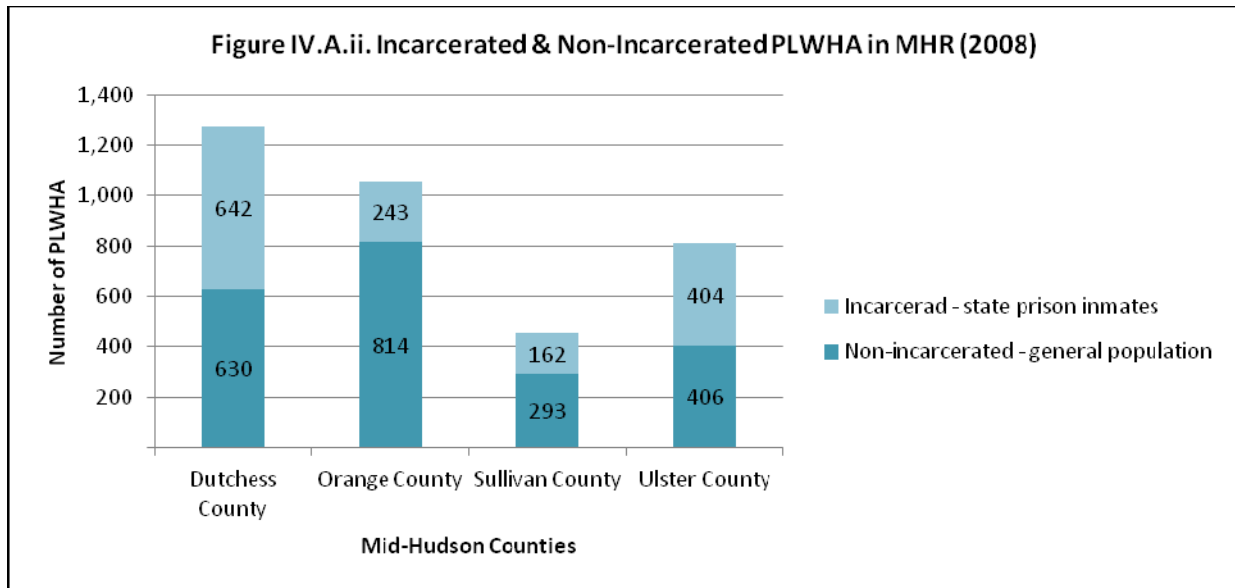 Figure IV.A.ii. Incarcerated & Non-Incarcerated PLWHA in MHR (2008)
1,400
1,200
1,000
800
600
400
200
Number of PLWHA
642
630
243
814
162
293
404
406
Dutchess
County
Orange County
Sullivan County
Ulster County
Mid-Hudson Counties
Incarcerad - state prison inmates
Non-incarcerated - general population